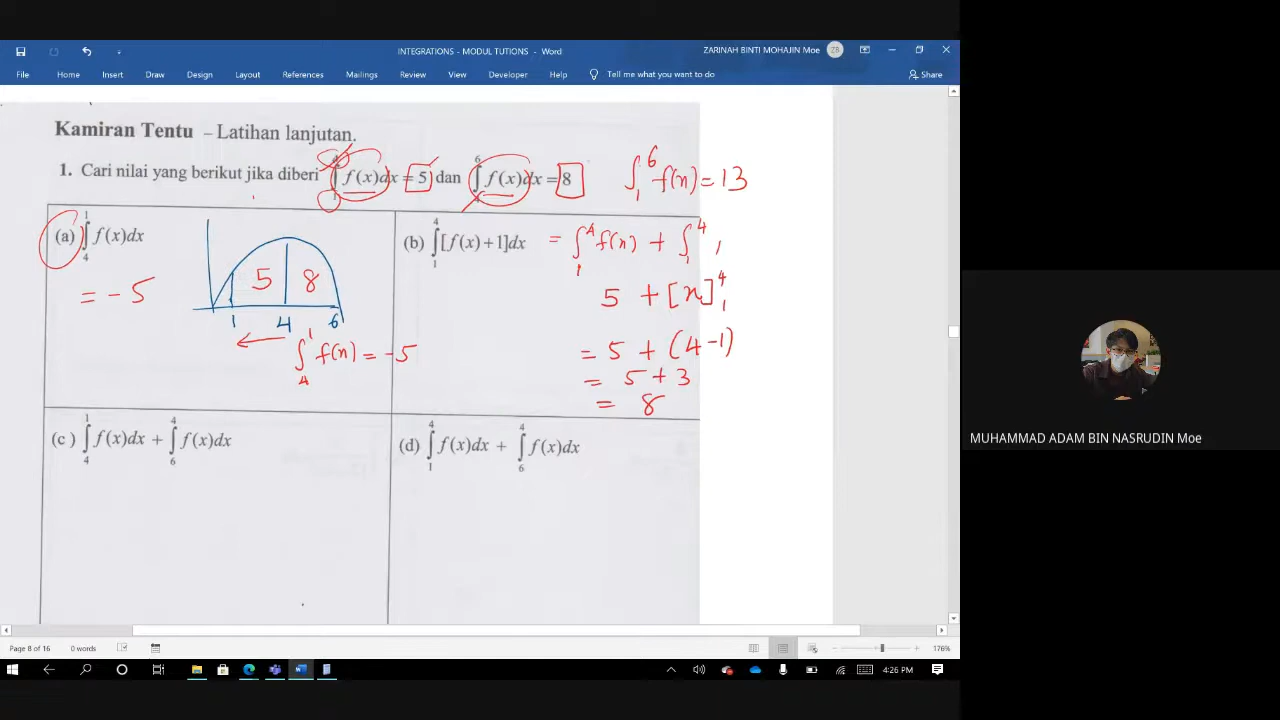 INTEGRATIONS - MODUL TUTIONS - Word
ZARINAH BINTI MOHAJIN Moe ZB
File Home Insert Draw Design Layout References Mailings Review View Developer Help Tell me what you want to do Share
Kamiran Tentu – Latihan lanjutan.
1. Cari nilai yang berikut jika diberi ∫₁⁴ f(x)dx = 5 dan ∫₄⁶ f(x)dx = 8
∫₁⁶ f(x) = 13
(a) ∫₄¹ f(x)dx
= -5
5 8
1 4 6
∫₄¹ f(x) = -5
(b) ∫₁⁴ [f(x)+1]dx = ∫₁⁴ f(x) + ∫₁⁴ 1
5 + [x]₁⁴
= 5 + (4-1)
= 5 + 3
= 8
(c) ∫₄¹ f(x)dx + ∫₆⁴ f(x)dx
(d) ∫₁⁴ f(x)dx + ∫₆⁴ f(x)dx
Page 8 of 16 0 words
176%
4:26 PM
MUHAMMAD ADAM BIN NASRUDIN Moe